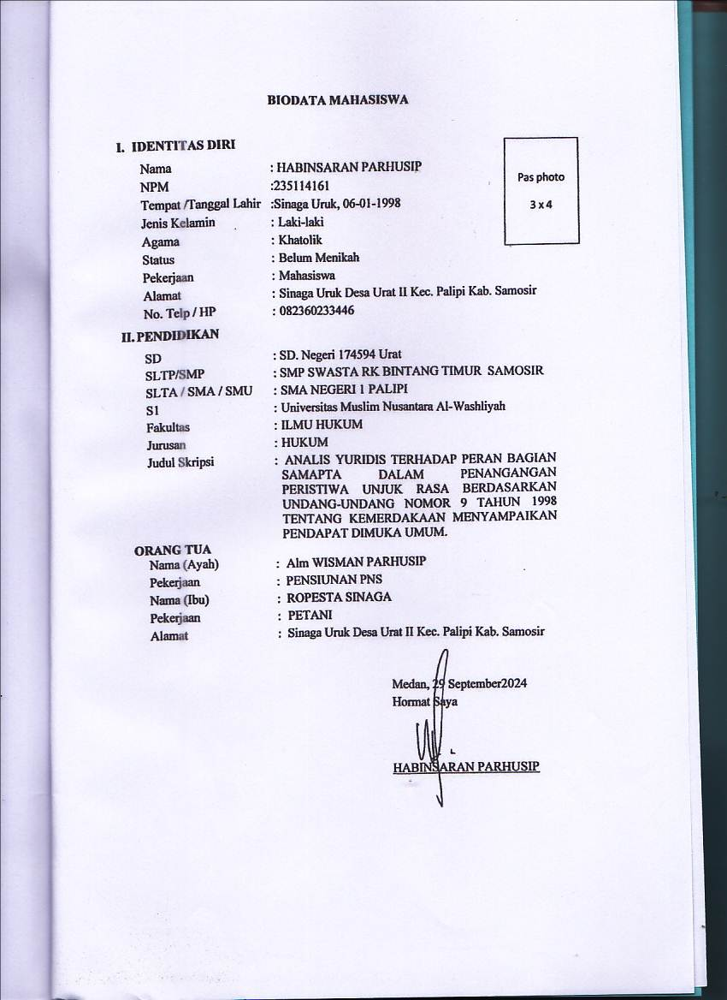 BIODATA MAHASISWA
I. IDENTITAS DIRI
Nama : HABINSARAN PARHUSIP
NPM :235114161
Tempat /Tanggal Lahir :Sinaga Uruk, 06-01-1998
Jenis Kelamin : Laki-laki
Agama : Khatolik
Status : Belum Menikah
Pekerjaan : Mahasiswa
Alamat : Sinaga Uruk Desa Urat II Kec. Palipi Kab. Samosir
No. Telp / HP : 082360233446
Pas photo
3 x 4
II. PENDIDIKAN
SD : SD. Negeri 174594 Urat
SLTP/SMP : SMP SWASTA RK BINTANG TIMUR SAMOSIR
SLTA / SMA / SMU : SMA NEGERI 1 PALIPI
S1 : Universitas Muslim Nusantara Al-Washliyah
Fakultas : ILMU HUKUM
Jurusan : HUKUM
Judul Skripsi : ANALIS YURIDIS TERHADAP PERAN BAGIAN
SAMAPTA DALAM PENANGANGAN
PERISTIWA UNJUK RASA BERDASARKAN
UNDANG-UNDANG NOMOR 9 TAHUN 1998
TENTANG KEMERDAKAAN MENYAMPAIKAN
PENDAPAT DIMUKA UMUM.
ORANG TUA
Nama (Ayah) : Alm WISMAN PARHUSIP
Pekerjaan : PENSIUNAN PNS
Nama (Ibu) : ROPESTA SINAGA
Pekerjaan : PETANI
Alamat : Sinaga Uruk Desa Urat II Kec. Palipi Kab. Samosir
Medan, 29 September2024
Hormat Saya
HABINSARAN PARHUSIP